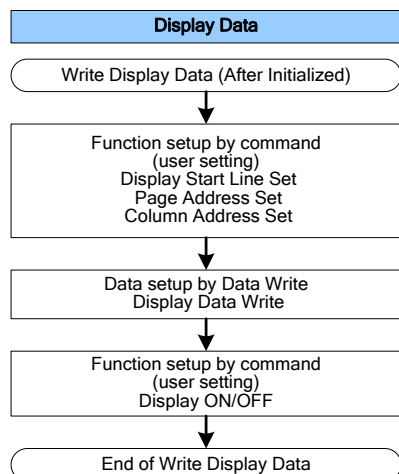 Display Data
Write Display Data (After Initialized)
Function setup by command
(user setting)
Display Start Line Set
Page Address Set
Column Address Set
Data setup by Data Write
Display Data Write
Function setup by command
(user setting)
Display ON/OFF
End of Write Display Data